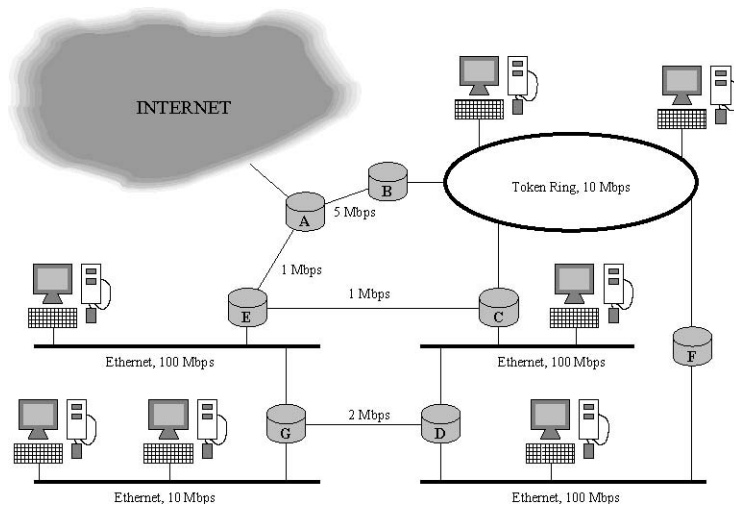 INTERNET
B
Token Ring, 10 Mbps
A
5 Mbps
1 Mbps
1 Mbps
E
C
F
Ethernet, 100 Mbps
Ethernet, 100 Mbps
2 Mbps
G
D
Ethernet, 10 Mbps
Ethernet, 100 Mbps